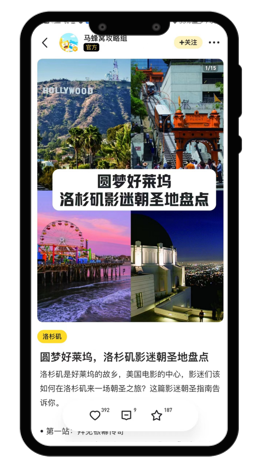 马蜂窝攻略组
官方
+关注
1/15
HOLLYWOOD
圆梦好莱坞
洛杉矶影迷朝圣地盘点
洛杉矶
圆梦好莱坞，洛杉矶影迷朝圣地盘点
洛杉矶是好莱坞的故乡，美国电影的中心，影迷们该
如何在洛杉矶来一场朝圣之旅？这篇影迷朝圣指南告
诉你。
392
9
187
• 第一站：